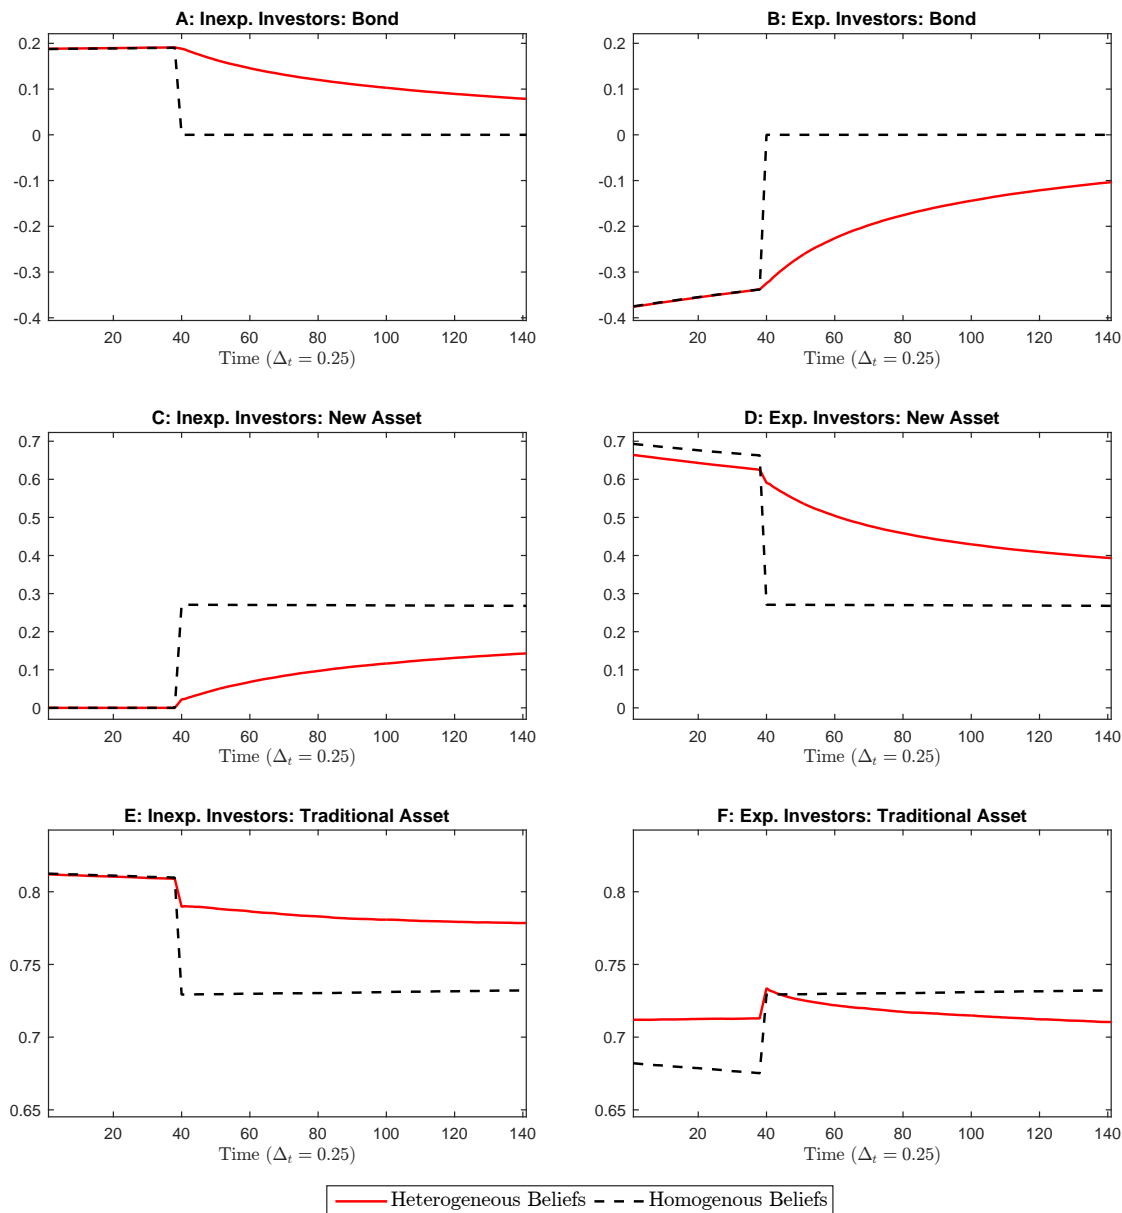 A: Inexp. Investors: Bond
0.2
0.1
0
-0.1
-0.2
-0.3
-0.4
20 40 60 80 100 120 140
Time (Δt = 0.25)
B: Exp. Investors: Bond
0.2
0.1
0
-0.1
-0.2
-0.3
-0.4
20 40 60 80 100 120 140
Time (Δt = 0.25)
C: Inexp. Investors: New Asset
0.7
0.6
0.5
0.4
0.3
0.2
0.1
0
20 40 60 80 100 120 140
Time (Δt = 0.25)
D: Exp. Investors: New Asset
0.7
0.6
0.5
0.4
0.3
0.2
0.1
0
20 40 60 80 100 120 140
Time (Δt = 0.25)
E: Inexp. Investors: Traditional Asset
0.8
0.75
0.7
0.65
20 40 60 80 100 120 140
Time (Δt = 0.25)
F: Exp. Investors: Traditional Asset
0.8
0.75
0.7
0.65
20 40 60 80 100 120 140
Time (Δt = 0.25)
Heterogeneous Beliefs Homogenous Beliefs